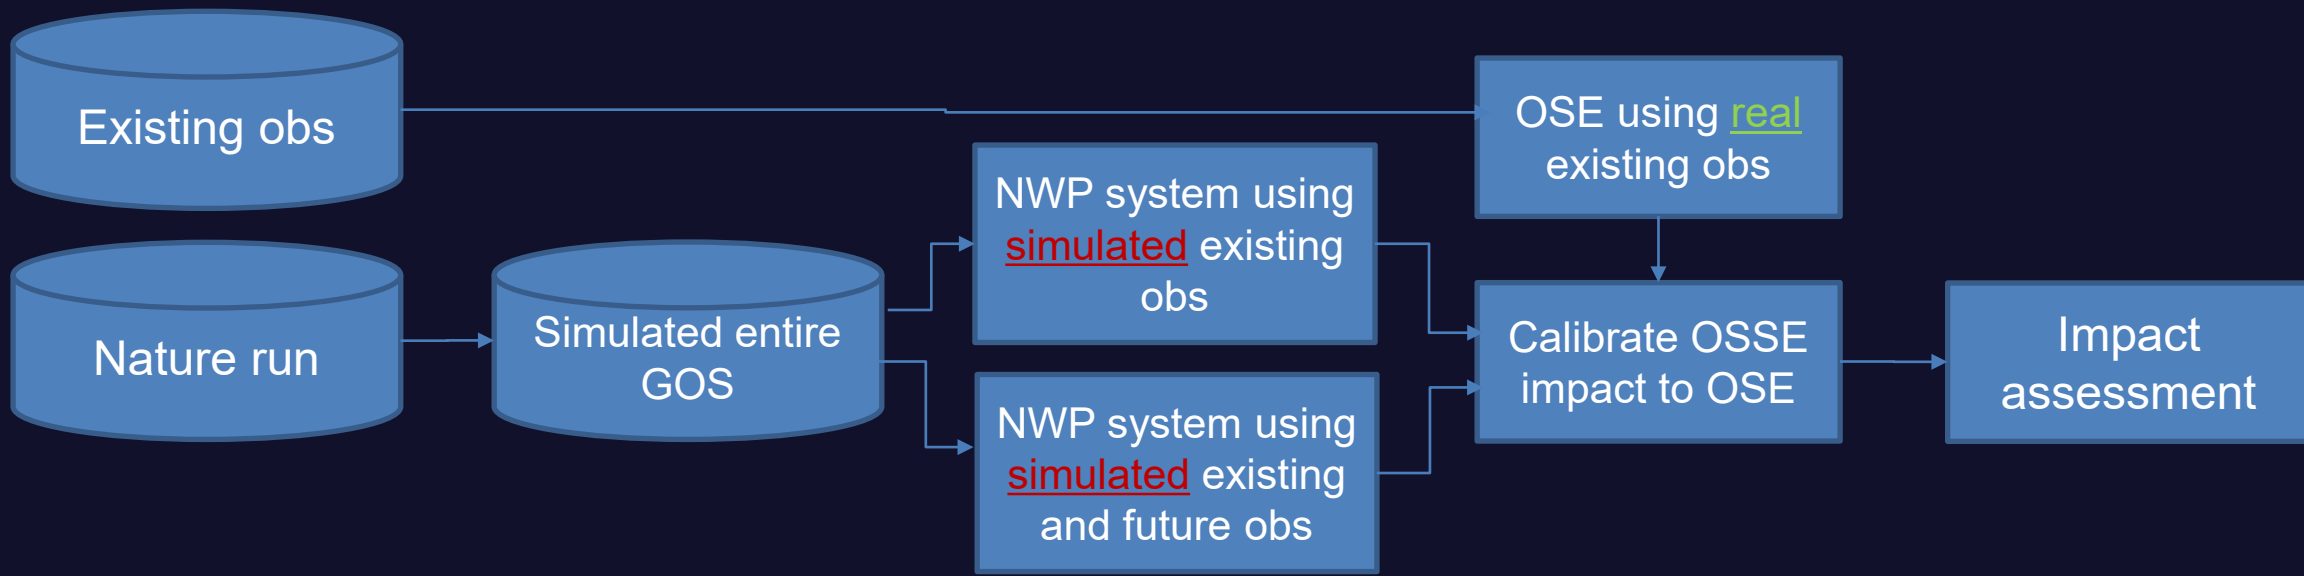 Existing obs
OSE using real
existing obs
NWP system using
simulated existing
obs
Nature run
Simulated entire
GOS
NWP system using
simulated existing
and future obs
Calibrate OSSE
impact to OSE
Impact
assessment